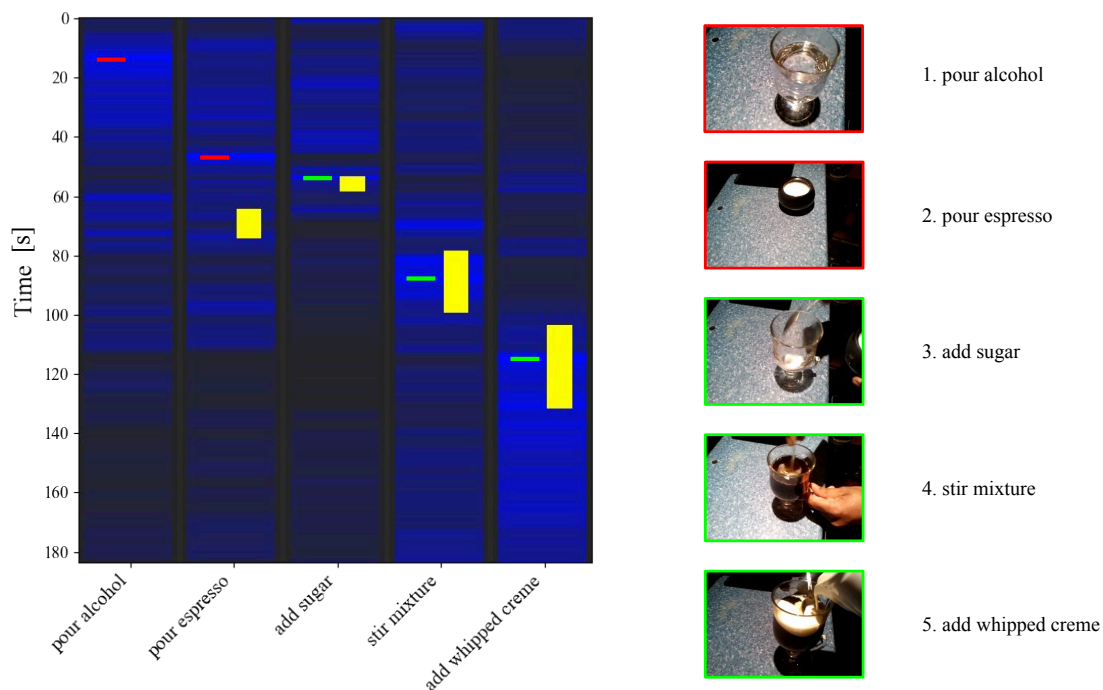 0
20
40
60
80
100
120
140
160
180
Time [s]
pour alcohol
pour espresso
add sugar
stir mixture
add whipped creme
1. pour alcohol
2. pour espresso
3. add sugar
4. stir mixture
5. add whipped creme